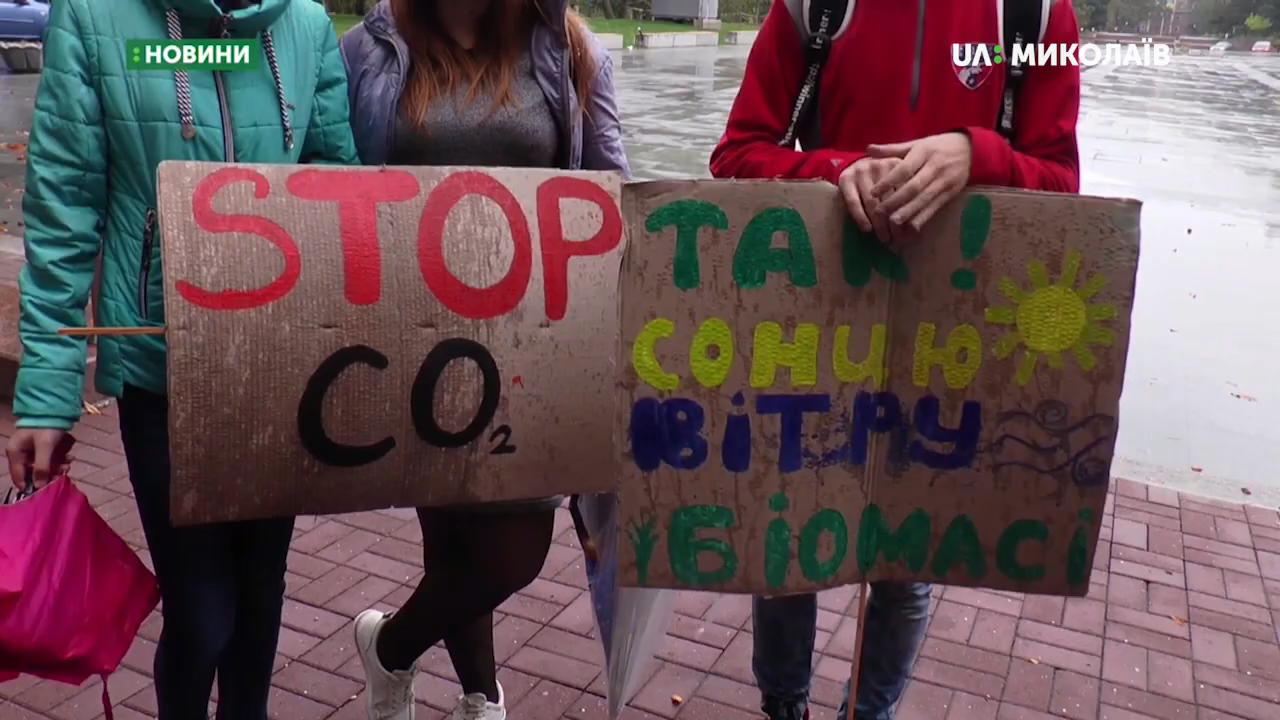 :НОВИНИ
UA: МИКОЛАЇВ
STOP
CO₂
ТАК!
СОНЦЮ
ВІТРУ
БІОМАСІ